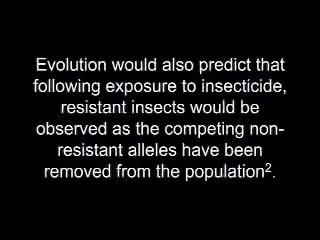 Evolution would also predict that
following exposure to insecticide,
resistant insects would be
observed as the competing non-
resistant alleles have been
removed from the population².